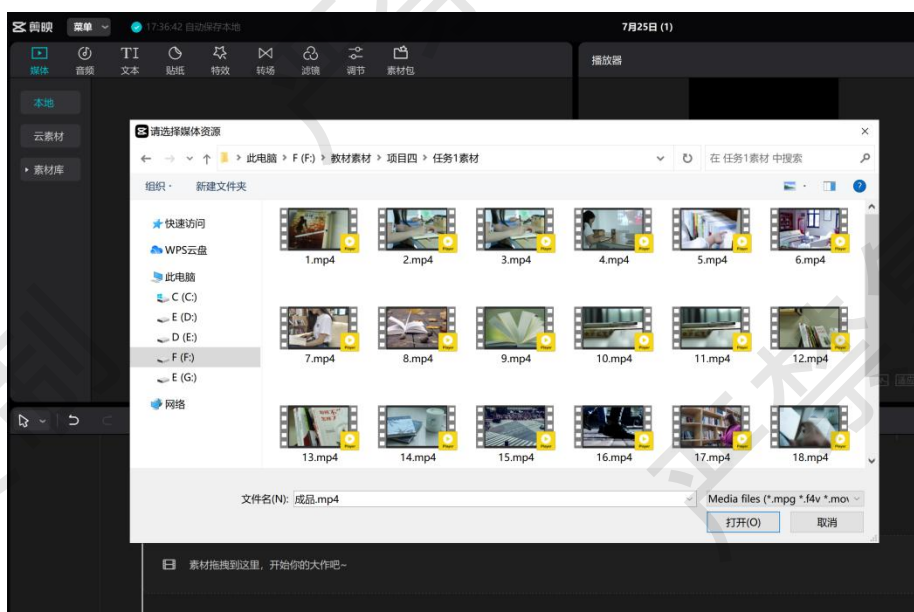 剪映 菜单 17:36:42 自动保存本地 7月25日 (1)
媒体 音频 文本 贴纸 特效 转场 滤镜 调节 素材包
播放器
本地
云素材
素材库
请选择媒体资源
此电脑 > F (F:) > 教材素材 > 项目四 > 任务1素材
在 任务1素材 中搜索
组织 新建文件夹
快速访问
WPS云盘
此电脑
C (C:)
E (D:)
D (E:)
F (F:)
E (G:)
网络
1.mp4 2.mp4 3.mp4 4.mp4 5.mp4 6.mp4
7.mp4 8.mp4 9.mp4 10.mp4 11.mp4 12.mp4
13.mp4 14.mp4 15.mp4 16.mp4 17.mp4 18.mp4
文件名(N): 成品.mp4 Media files (*.mpg *.f4v *.mov
打开(O) 取消
素材拖拽到这里，开始你的大作吧~
严禁